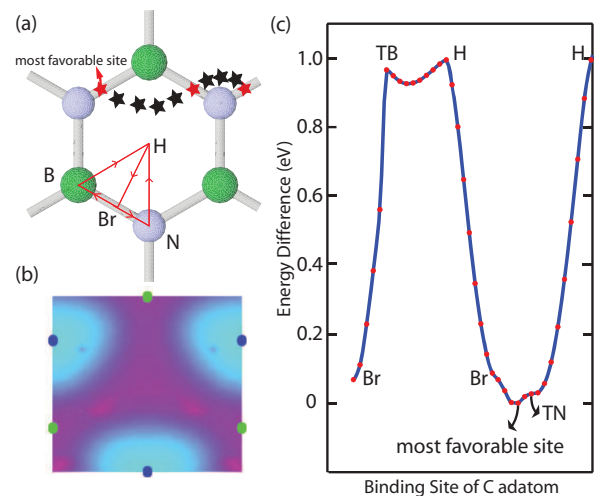 (a)
most favorable site
B
H
Br
N
(b)
(c)
Energy Difference (eV)
1.0
0.8
0.6
0.4
0.2
0
TB
H
H
Br
Br
TN
most favorable site
Binding Site of C adatom